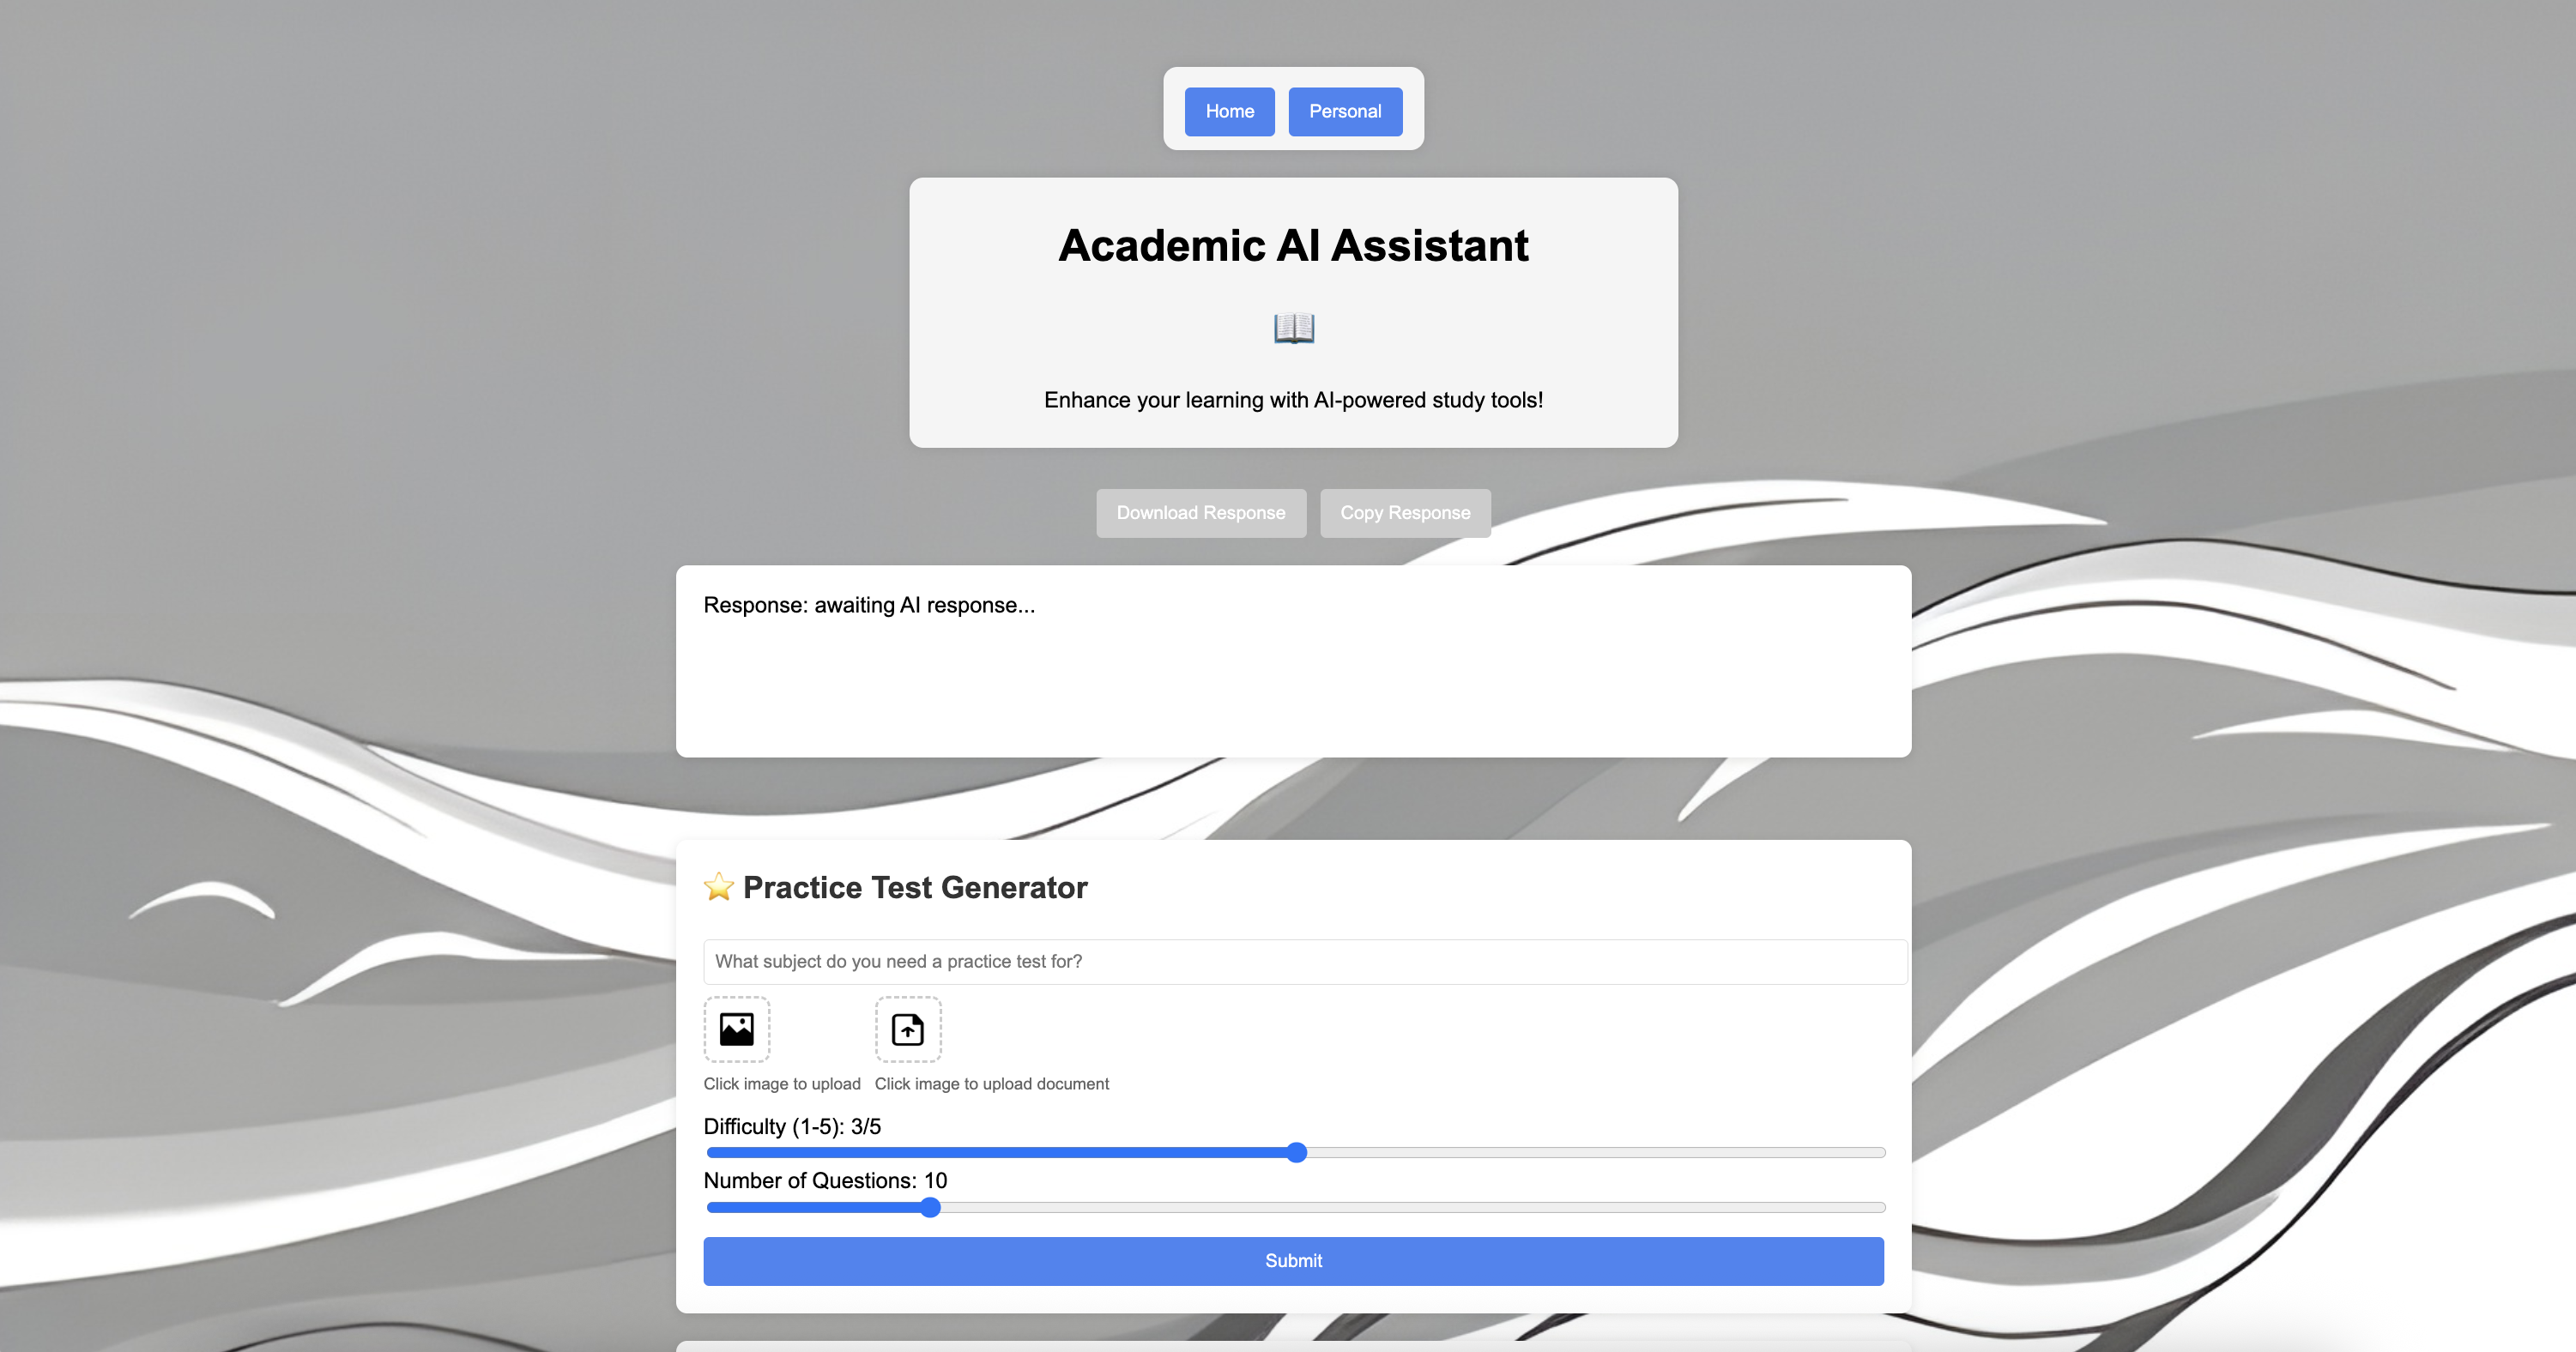 Home Personal
Academic AI Assistant
Enhance your learning with AI-powered study tools!
Download Response Copy Response
Response: awaiting AI response...
⭐ Practice Test Generator
What subject do you need a practice test for?
Click image to upload Click image to upload document
Difficulty (1-5): 3/5
Number of Questions: 10
Submit